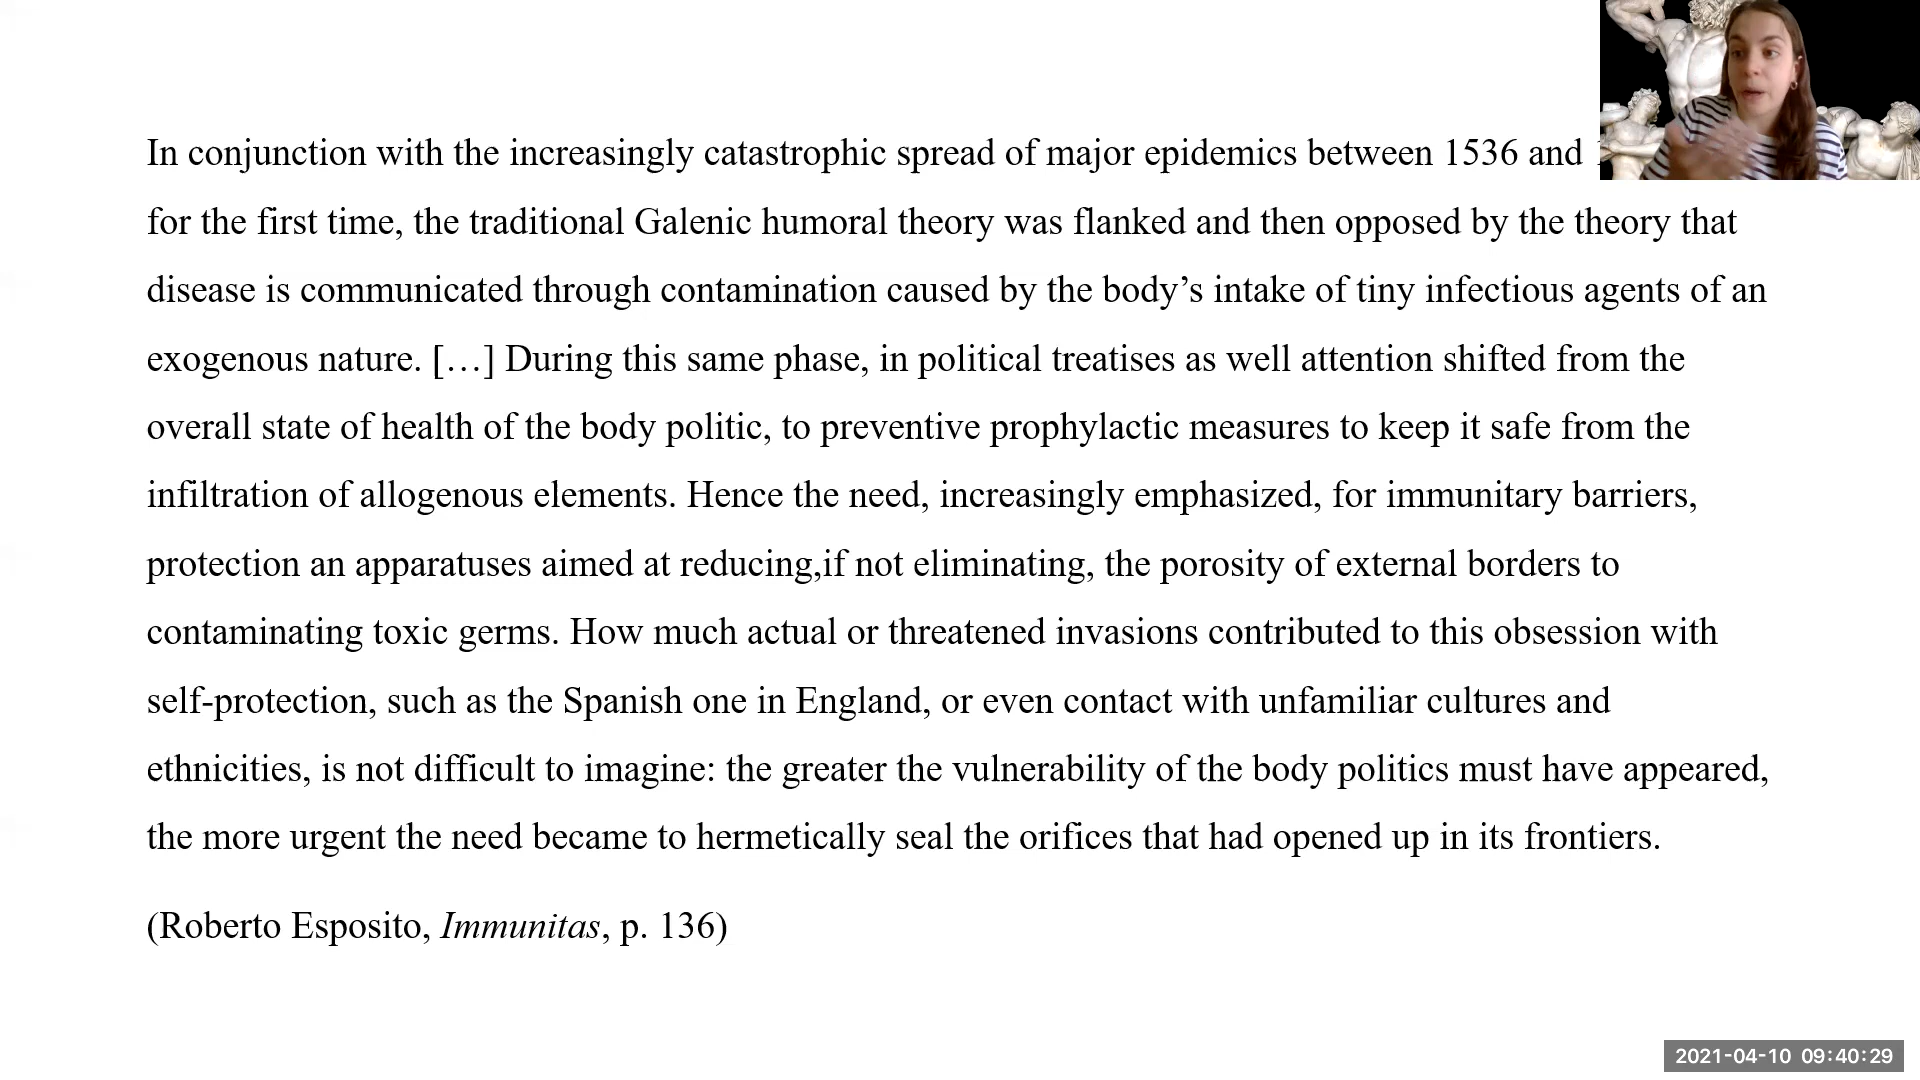 In conjunction with the increasingly catastrophic spread of major epidemics between 1536 and
for the first time, the traditional Galenic humoral theory was flanked and then opposed by the theory that
disease is communicated through contamination caused by the body’s intake of tiny infectious agents of an
exogenous nature. […] During this same phase, in political treatises as well attention shifted from the
overall state of health of the body politic, to preventive prophylactic measures to keep it safe from the
infiltration of allogenous elements. Hence the need, increasingly emphasized, for immunitary barriers,
protection an apparatuses aimed at reducing,if not eliminating, the porosity of external borders to
contaminating toxic germs. How much actual or threatened invasions contributed to this obsession with
self-protection, such as the Spanish one in England, or even contact with unfamiliar cultures and
ethnicities, is not difficult to imagine: the greater the vulnerability of the body politics must have appeared,
the more urgent the need became to hermetically seal the orifices that had opened up in its frontiers.
(Roberto Esposito, Immunitas, p. 136)
2021-04-10 09:40:29